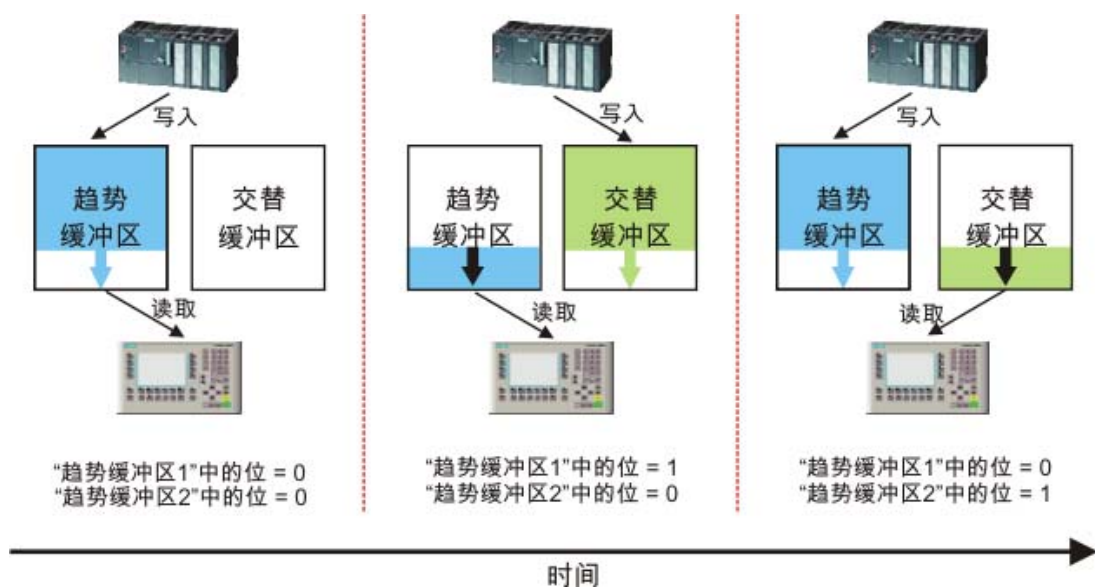 写入
趋势
缓冲区
交替
缓冲区
读取
“趋势缓冲区1”中的位 = 0
“趋势缓冲区2”中的位 = 0
写入
趋势
缓冲区
交替
缓冲区
读取
“趋势缓冲区1”中的位 = 1
“趋势缓冲区2”中的位 = 0
写入
趋势
缓冲区
交替
缓冲区
读取
“趋势缓冲区1”中的位 = 0
“趋势缓冲区2”中的位 = 1
时间